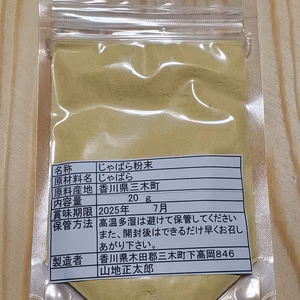 名称 じゃばら粉末
原材料名 じゃばら
原料産地 香川県三木町
内容量 20 g
賞味期限 2025年 7月
保管方法 高温多湿は避けて保管してください
また、開封後はできるだけ早くお召し
あがり下さい。
製造者 香川県木田郡三木町下高岡846
山地正太郎